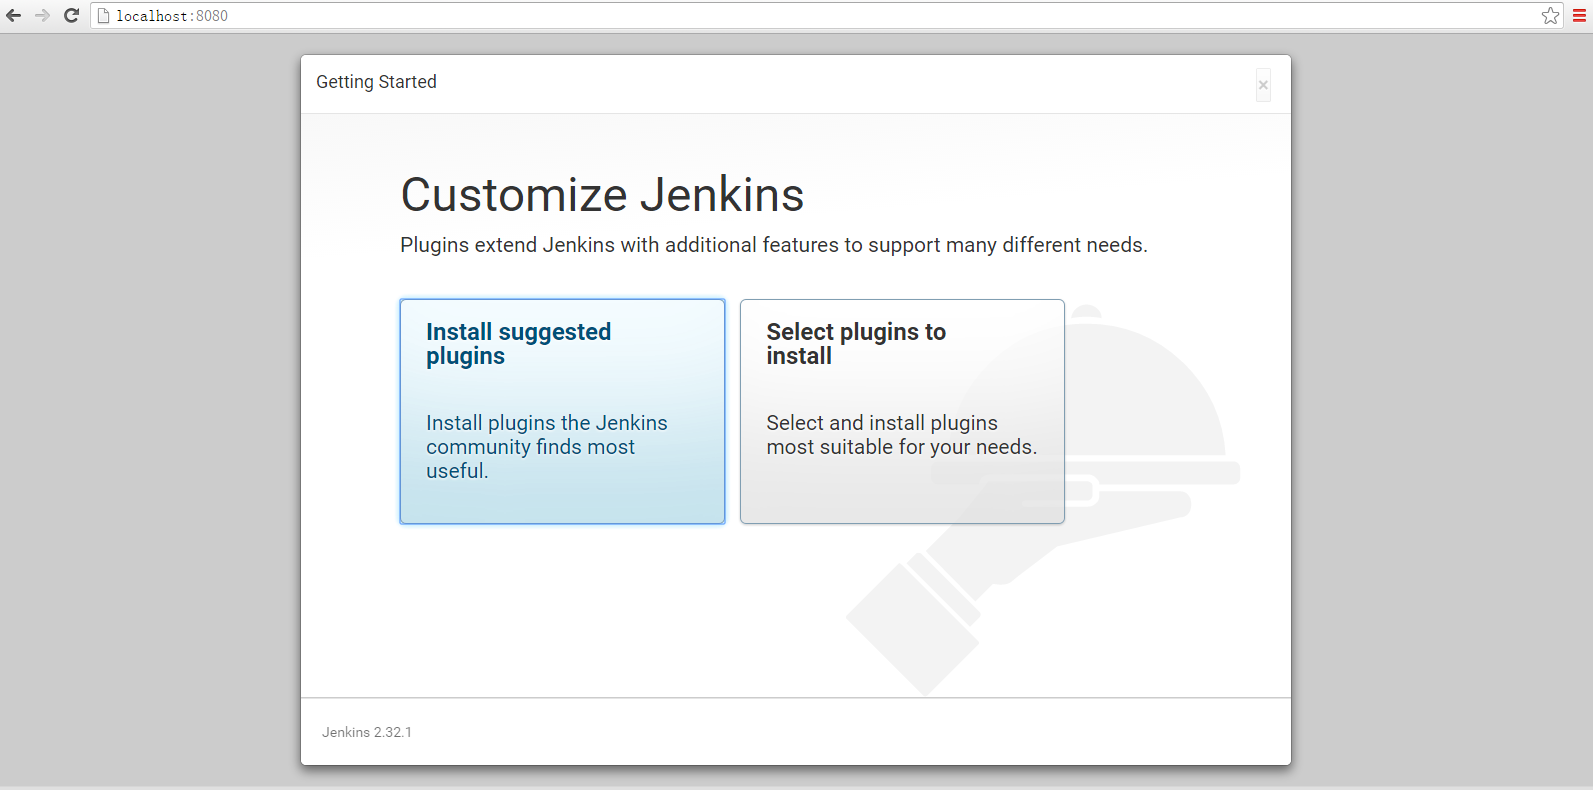 localhost:8080
Getting Started
×
Customize Jenkins
Plugins extend Jenkins with additional features to support many different needs.
Install suggested
plugins
Install plugins the Jenkins
community finds most
useful.
Select plugins to
install
Select and install plugins
most suitable for your needs.
Jenkins 2.32.1